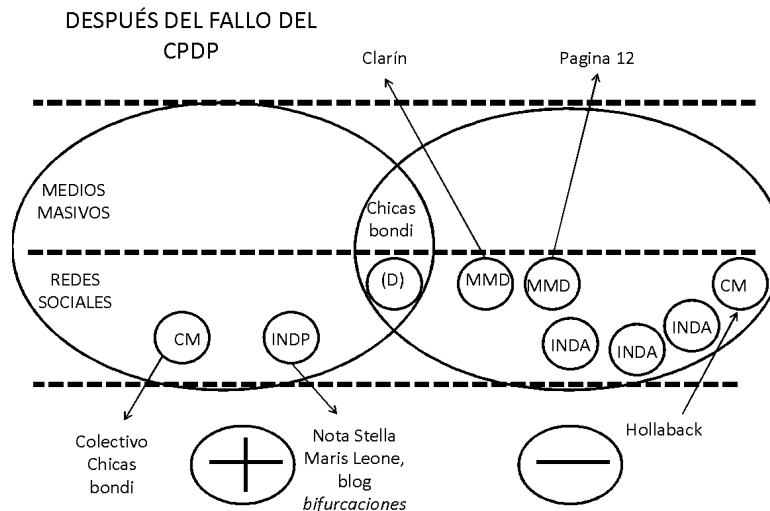 DESPUÉS DEL FALLO DEL
CPDP
Clarín
Pagina 12
MEDIOS
MASIVOS
Chicas
bondi
REDES
SOCIALES
(D)
MMD
MMD
CM
CM
INDP
INDA
INDA
INDA
Colectivo
Chicas
bondi
Nota Stella
Maris Leone,
blog
bifurcaciones
Hollaback